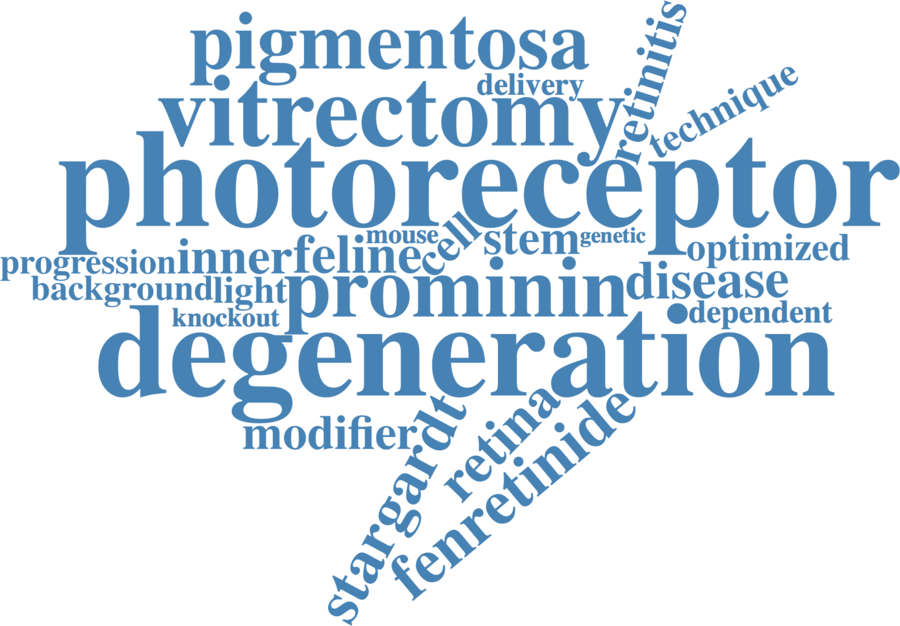 pigmentosa
retinitis
delivery
technique
vitrectomy
photoreceptor
mouse
cell
stem
genetic
optimized
progression
inner
feline
background
light
prominin
disease
knockout
dependent
degeneration
modifier
stargardt
retina
fenretinide